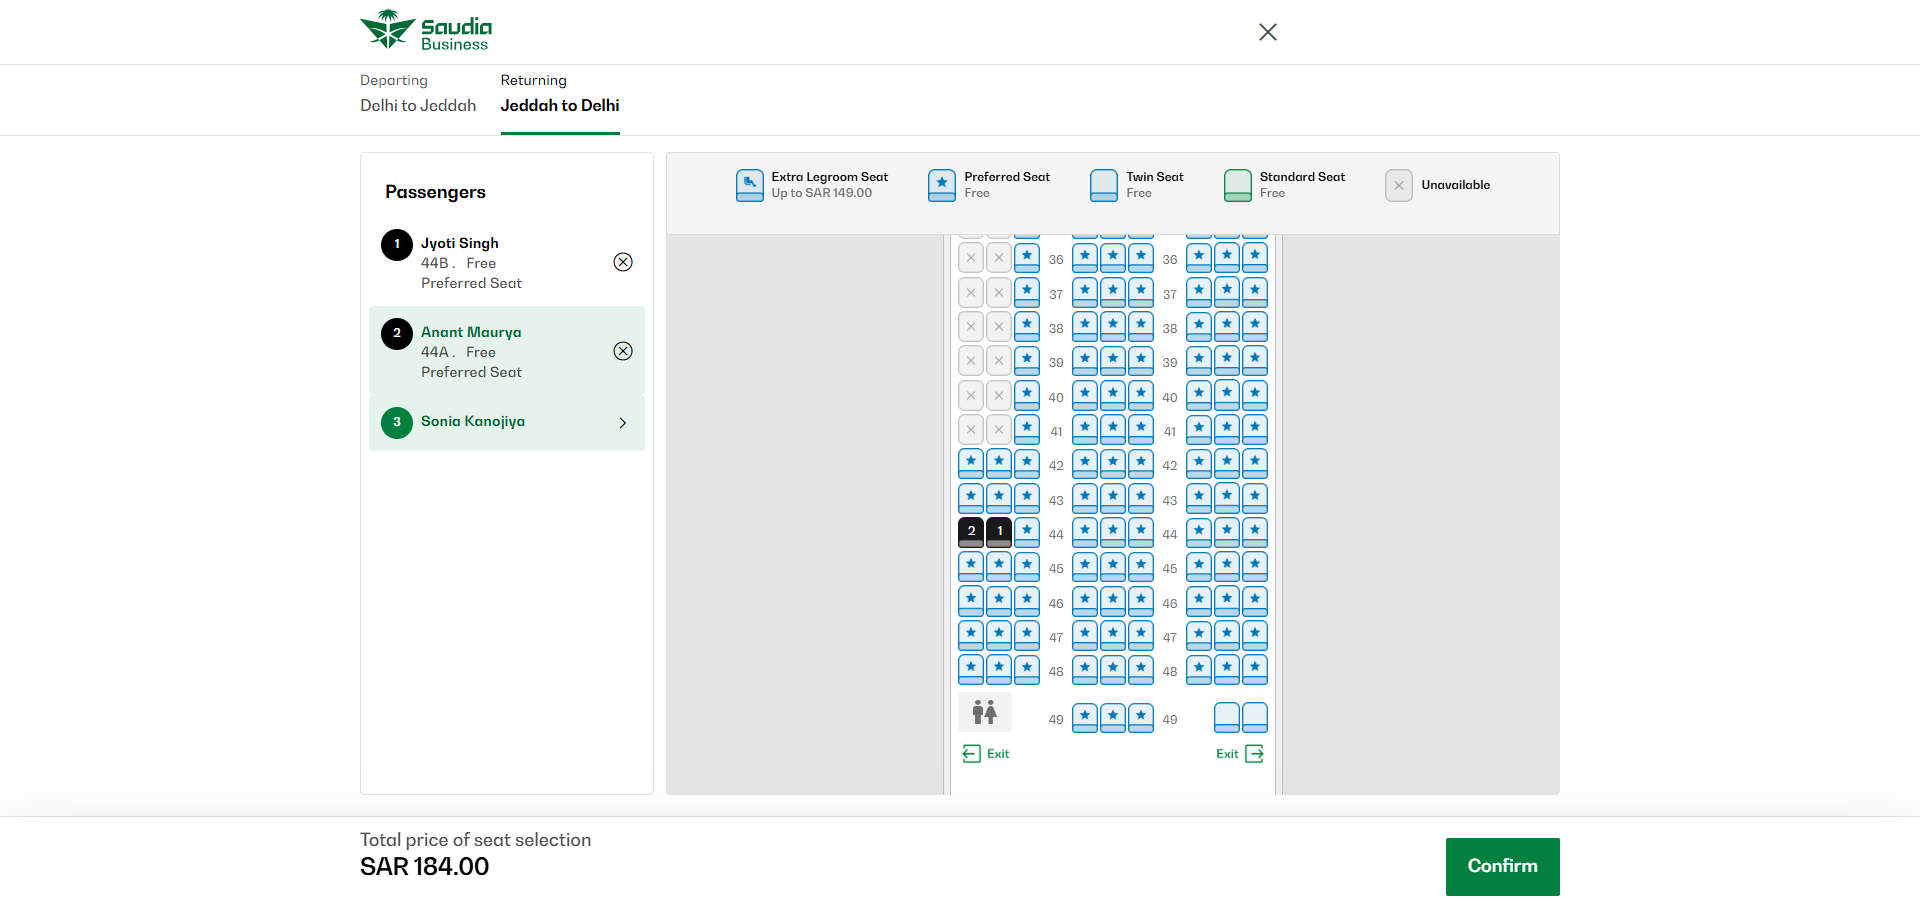 Saudia
Business
Departing
Delhi to Jeddah
Returning
Jeddah to Delhi
Passengers
1
Jyoti Singh
44B . Free
Preferred Seat
2
Anant Maurya
44A . Free
Preferred Seat
3
Sonia Kanojiya
Extra Legroom Seat
Up to SAR 149.00
Preferred Seat
Free
Twin Seat
Free
Standard Seat
Free
Unavailable
36 36
37 37
38 38
39 39
40 40
41 41
42 42
43 43
2 1 44 44
45 45
46 46
47 47
48 48
49 49
Exit Exit
Total price of seat selection
SAR 184.00
Confirm